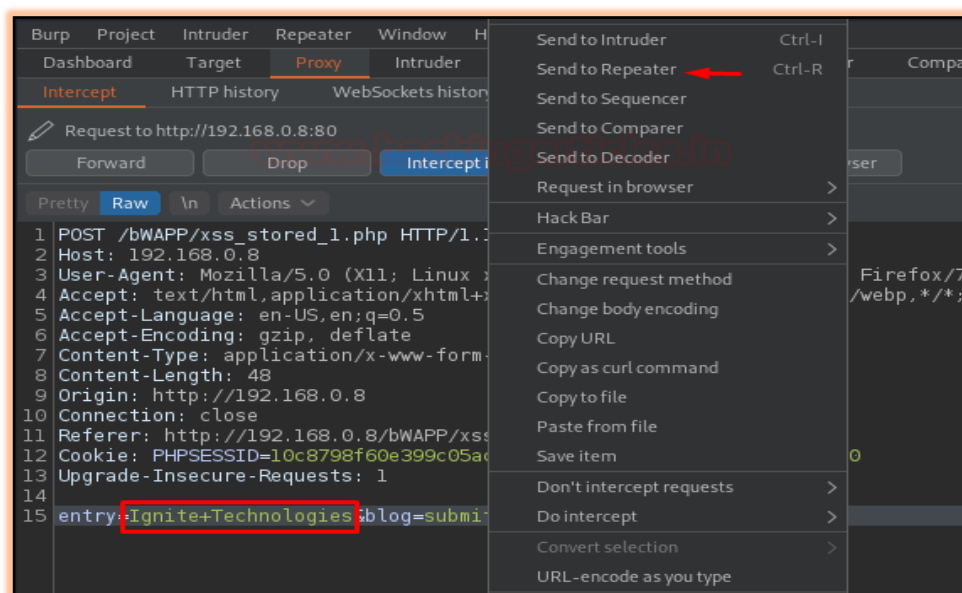 Burp Project Intruder Repeater Window H
Dashboard Target Proxy Intruder r Compa
Intercept HTTP history WebSockets history
Request to http://192.168.0.8:80
Forward Drop Intercept i ser
Pretty Raw \n Actions
1 POST /bWAPP/xss_stored_1.php HTTP/1.1
2 Host: 192.168.0.8
3 User-Agent: Mozilla/5.0 (X11; Linux x Firefox/7
4 Accept: text/html,application/xhtml+x /webp,*/*;
5 Accept-Language: en-US,en;q=0.5
6 Accept-Encoding: gzip, deflate
7 Content-Type: application/x-www-form-
8 Content-Length: 48
9 Origin: http://192.168.0.8
10 Connection: close
11 Referer: http://192.168.0.8/bWAPP/xss
12 Cookie: PHPSESSID=10c8798f60e399c05ac 0
13 Upgrade-Insecure-Requests: 1
14
15 entry=Ignite+Technologies&blog=submit
Send to Intruder Ctrl-I
Send to Repeater Ctrl-R
Send to Sequencer
Send to Comparer
Send to Decoder
Request in browser >
Hack Bar >
Engagement tools >
Change request method
Change body encoding
Copy URL
Copy as curl command
Copy to file
Paste from file
Save item
Don't intercept requests >
Do intercept >
Convert selection >
URL-encode as you type